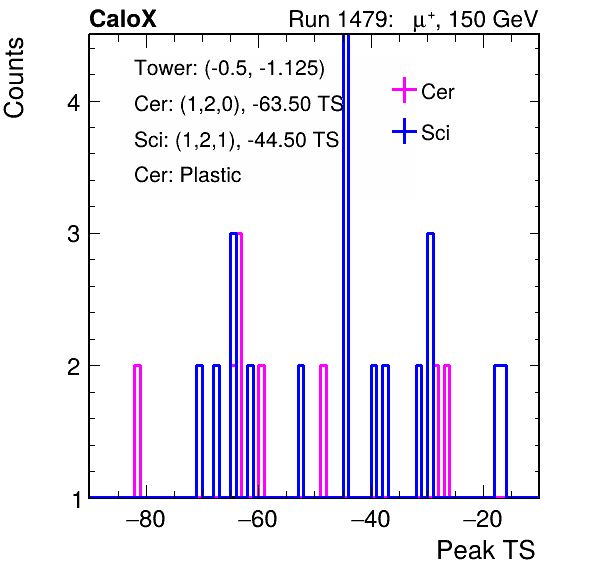 CaloX Run 1479: μ⁺, 150 GeV
Counts
Tower: (-0.5, -1.125)
Cer: (1,2,0), -63.50 TS
Sci: (1,2,1), -44.50 TS
Cer: Plastic
Cer
Sci
4
3
2
1
−80 −60 −40 −20
Peak TS